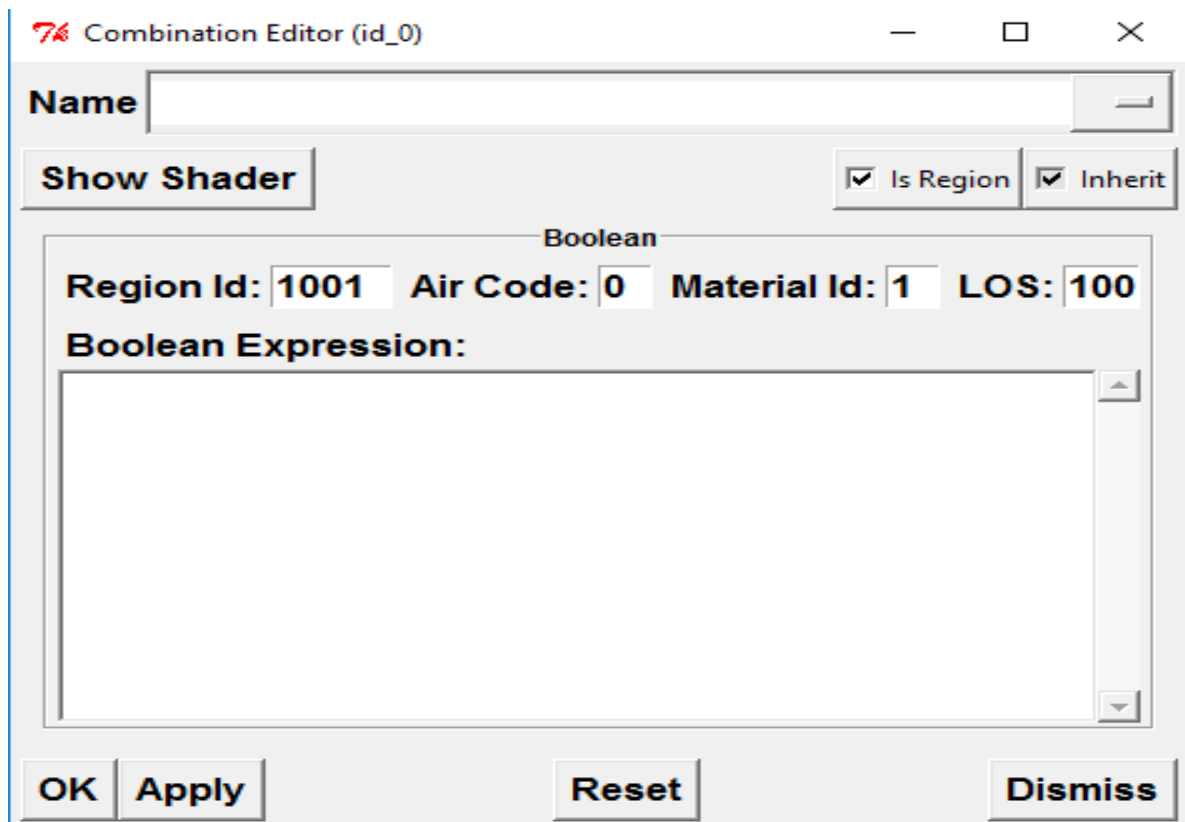 Combination Editor (id_0)
Name
Show Shader Is Region Inherit
Boolean
Region Id: 1001 Air Code: 0 Material Id: 1 LOS: 100
Boolean Expression:
OK Apply Reset Dismiss